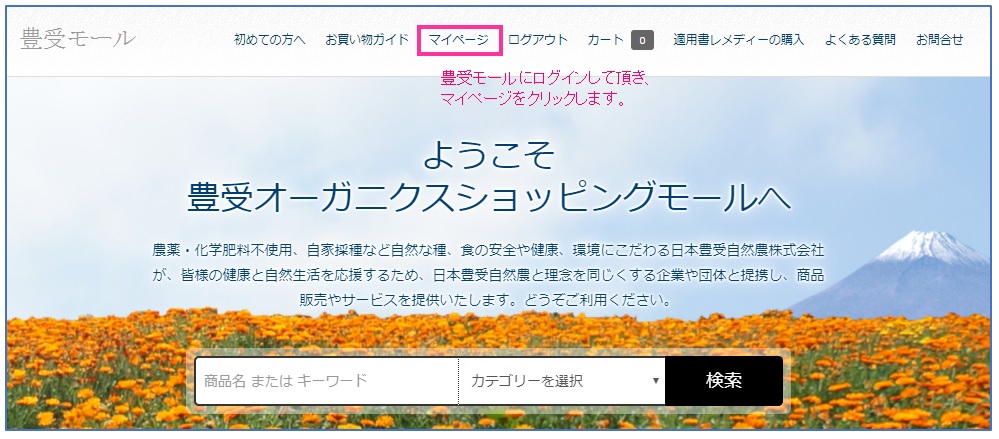 豊受モール
初めての方へ お買い物ガイド マイページ ログアウト カート 0 適用書レメディーの購入 よくある質問 お問合せ
豊受モールにログインして頂き、
マイページをクリックします。
ようこそ
豊受オーガニクスショッピングモールへ
農薬・化学肥料不使用、自家採種など自然な種、食の安全や健康、環境にこだわる日本豊受自然農株式会社
が、皆様の健康と自然生活を応援するため、日本豊受自然農と理念を同じくする企業や団体と提携し、商品
販売やサービスを提供いたします。どうぞご利用ください。
商品名 または キーワード カテゴリーを選択 ▼ 検索